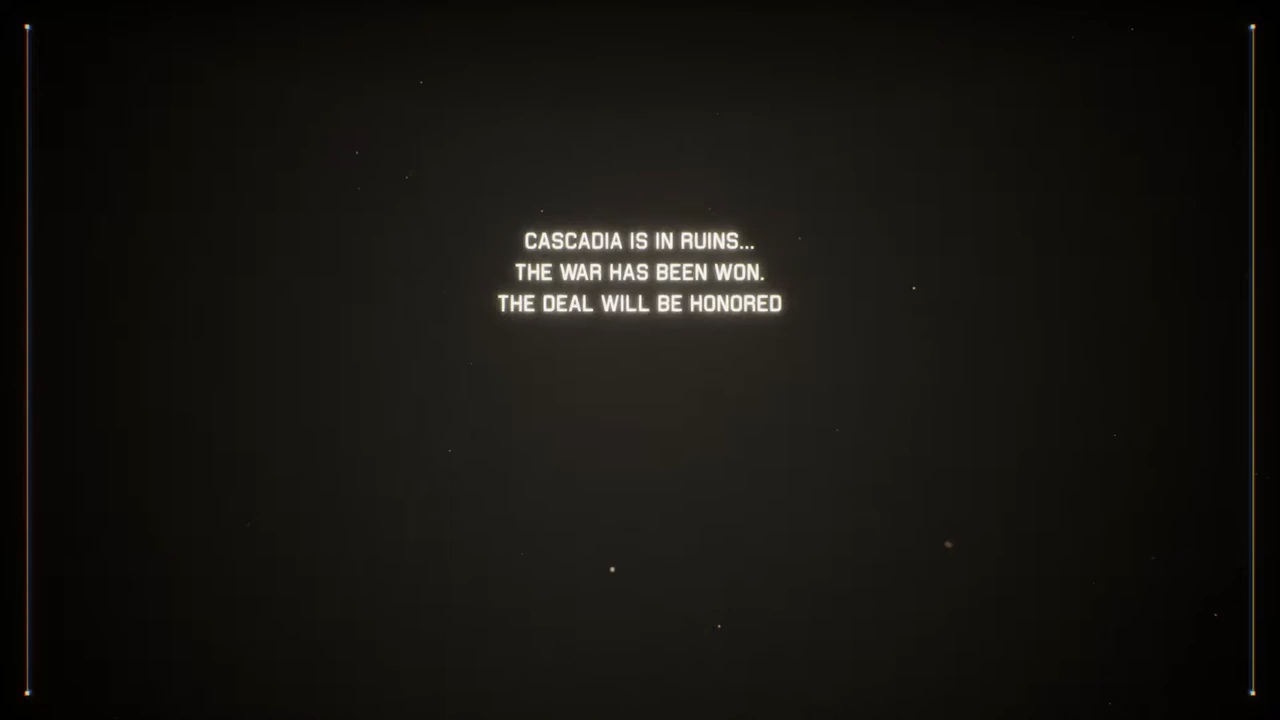 CASCADIA IS IN RUINS...
THE WAR HAS BEEN WON.
THE DEAL WILL BE HONORED